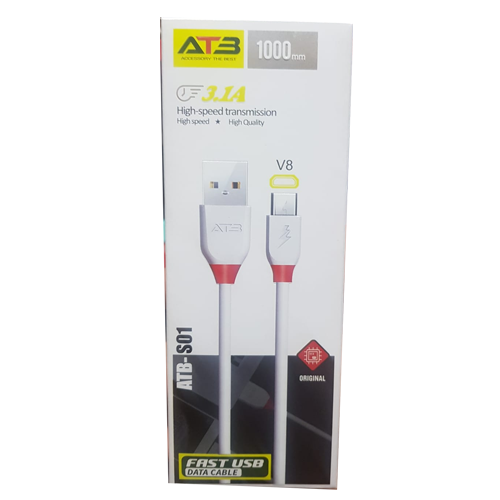 ATB
ACCESSORY THE BEST
1000mm
3.1A
High-speed transmission
High speed ★ High Quality
V8
ATB
ATB-S01
ORIGINAL
FAST USB
DATA CABLE